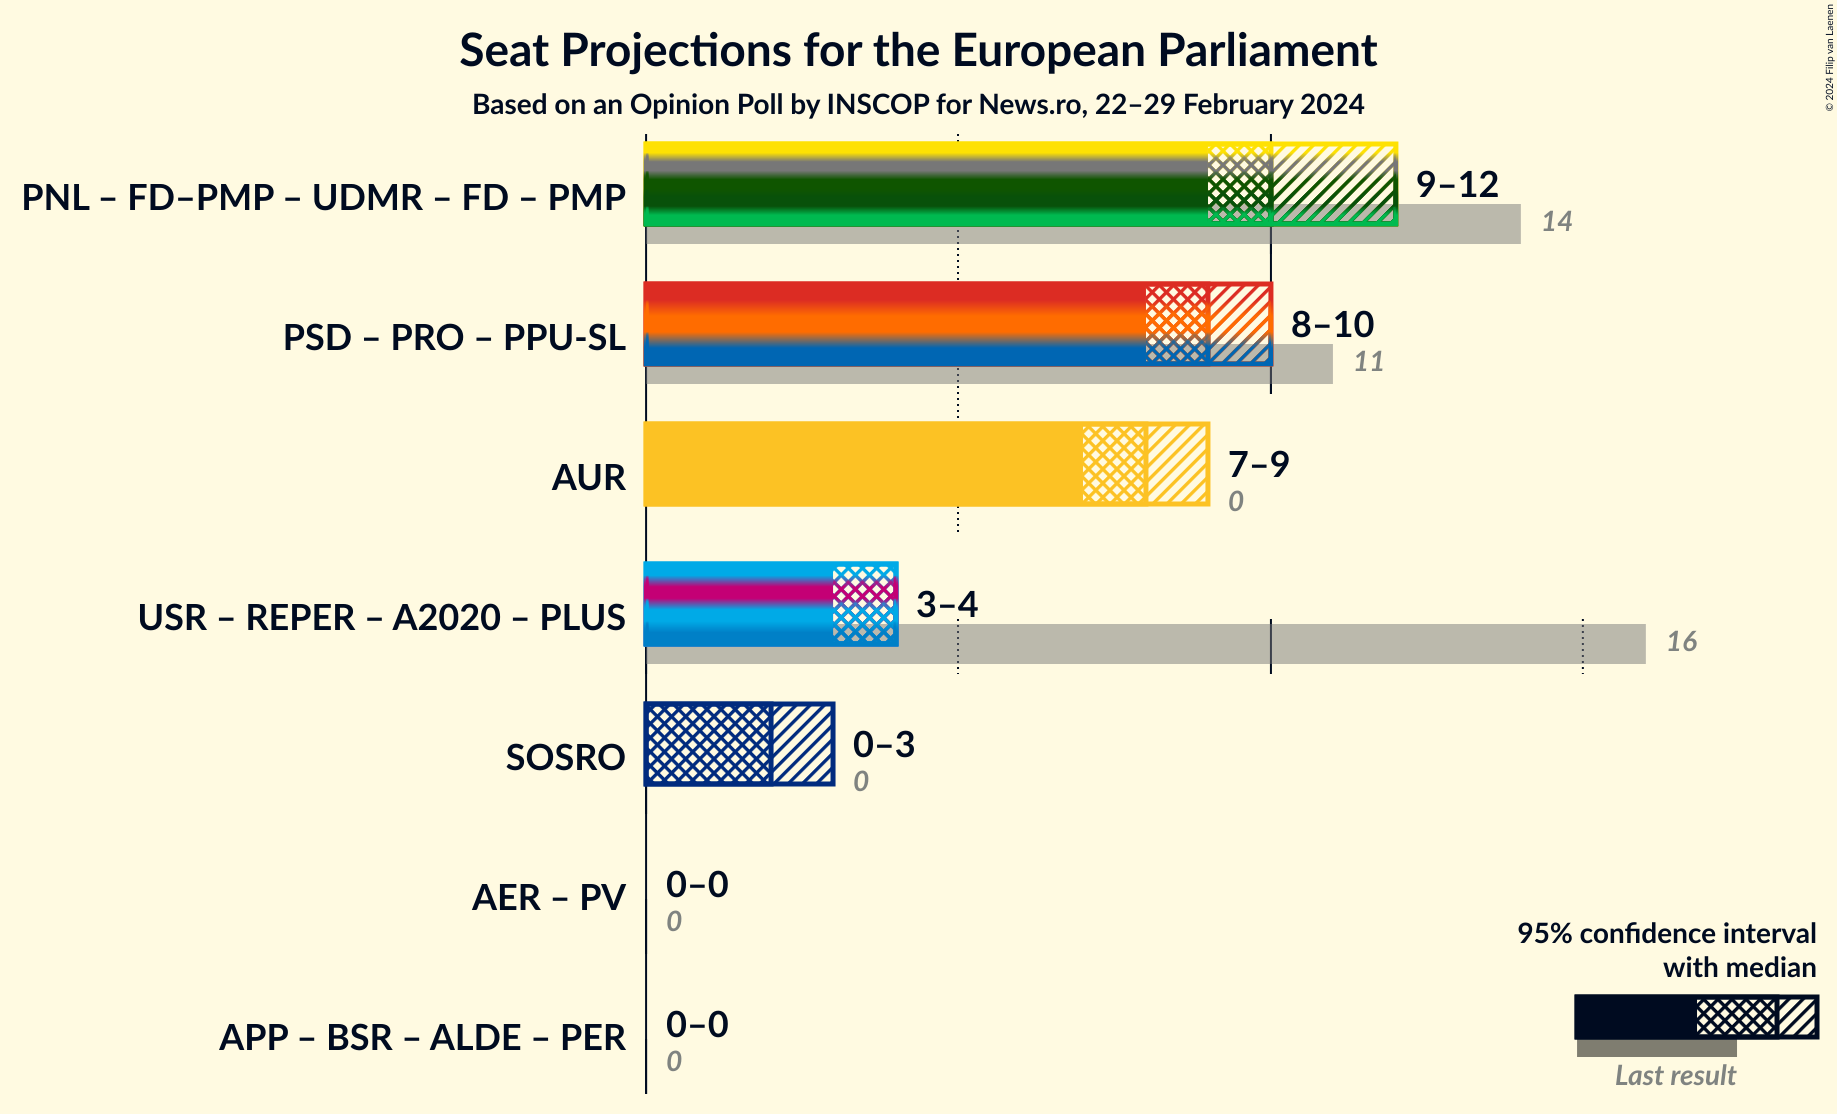 Seat Projections for the European Parliament
Based on an Opinion Poll by INSCOP for News.ro, 22–29 February 2024
© 2024 Filip van Laenen
PNL – FD–PMP – UDMR – FD – PMP
9–12
14
PSD – PRO – PPU-SL
8–10
11
AUR
7–9
0
USR – REPER – A2020 – PLUS
3–4
16
SOSRO
0–3
0
AER – PV
0–0
0
APP – BSR – ALDE – PER
0–0
0
95% confidence interval
with median
Last result